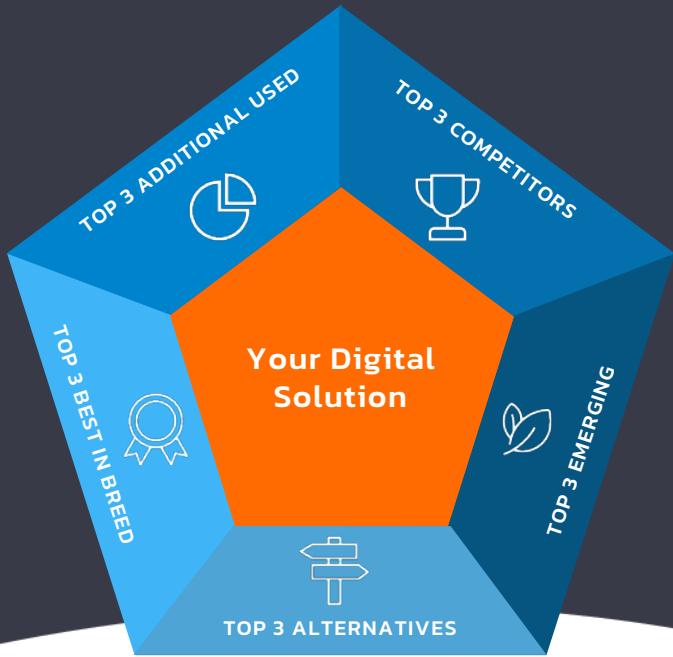 TOP 3 ADDITIONAL USED
TOP 3 COMPETITORS
Your Digital
Solution
TOP 3 BEST IN BREED
TOP 3 EMERGING
TOP 3 ALTERNATIVES